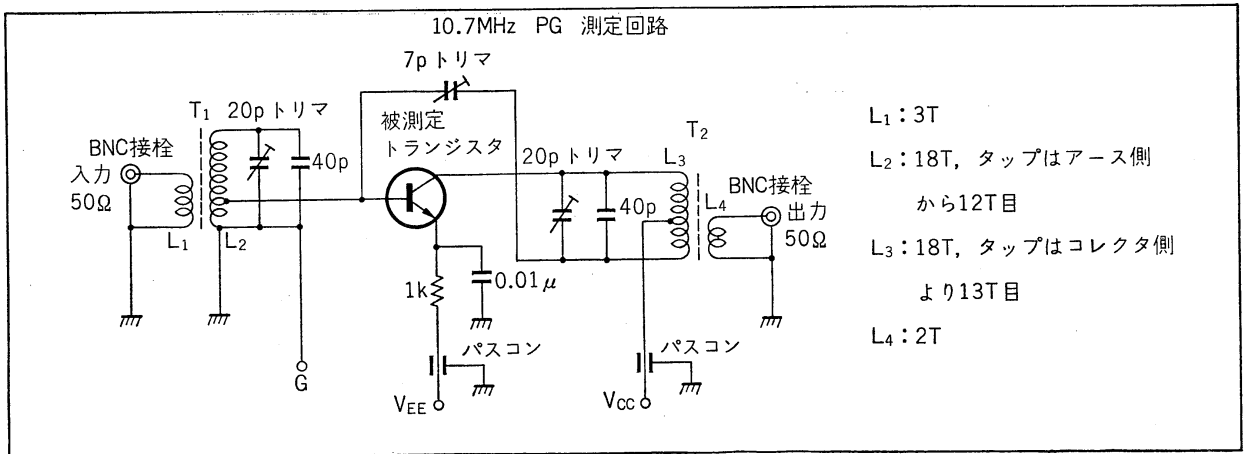 10.7MHz PG 測定回路
7pトリマ
T₁
20pトリマ
40p
BNC接栓
入力
50Ω
L₁
L₂
G
被測定
トランジスタ
1k
0.01μ
パスコン
VEE
20pトリマ
40p
T₂
L₃
L₄
BNC接栓
出力
50Ω
パスコン
VCC
L₁：3T
L₂：18T，タップはアース側
から12T目
L₃：18T，タップはコレクタ側
より13T目
L₄：2T